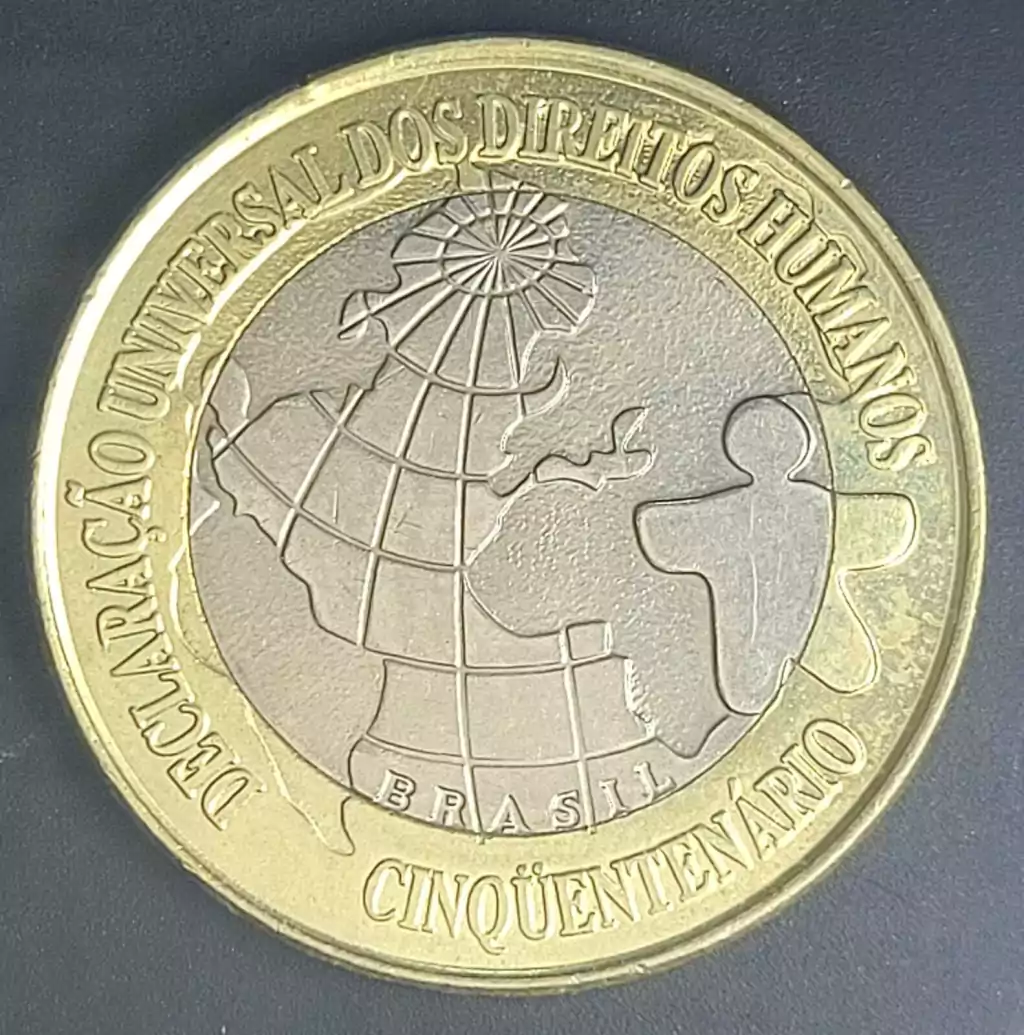 DECLARAÇÃO UNIVERSAL DOS DIREITOS HUMANOS
BRASIL
CINQÜENTENÁRIO